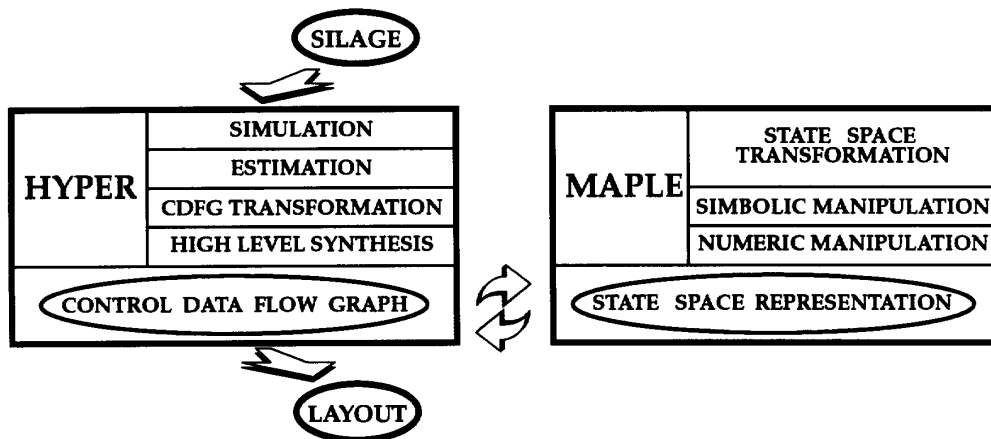 SILAGE
HYPER
SIMULATION
ESTIMATION
CDFG TRANSFORMATION
HIGH LEVEL SYNTHESIS
CONTROL DATA FLOW GRAPH
MAPLE
STATE SPACE
TRANSFORMATION
SIMBOLIC MANIPULATION
NUMERIC MANIPULATION
STATE SPACE REPRESENTATION
LAYOUT